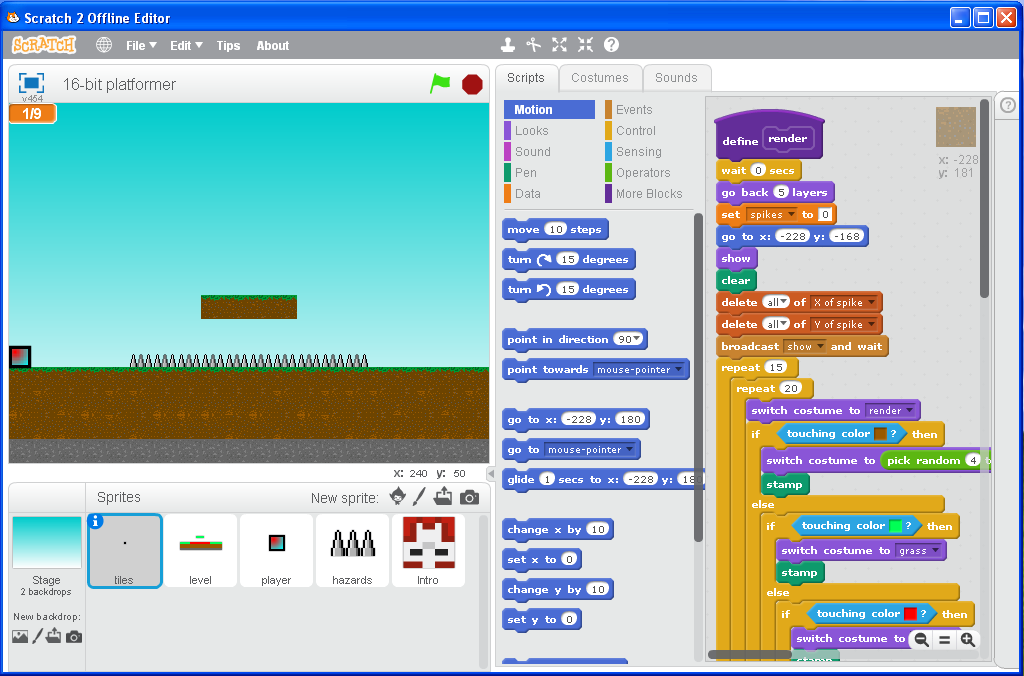 Scratch 2 Offline Editor
SCRATCH File Edit Tips About
v454
16-bit platformer
1/9
X: 240 y: 50
Sprites New sprite:
Stage
2 backdrops
New backdrop:
tiles
level
player
hazards
Intro
Scripts Costumes Sounds
Motion Events
Looks Control
Sound Sensing
Pen Operators
Data More Blocks
move 10 steps
turn 15 degrees
turn 15 degrees
point in direction 90
point towards mouse-pointer
go to x: -228 y: 180
go to mouse-pointer
glide 1 secs to x: -228 y: 18
change x by 10
set x to 0
change y by 10
set y to 0
x: -228
y: 181
define render
wait 0 secs
go back 5 layers
set spikes to 0
go to x: -228 y: -168
show
clear
delete all of X of spike
delete all of Y of spike
broadcast show and wait
repeat 15
repeat 20
switch costume to render
if touching color ? then
switch costume to pick random 4
stamp
else
if touching color ? then
switch costume to grass
stamp
else
if touching color ? then
switch costume to